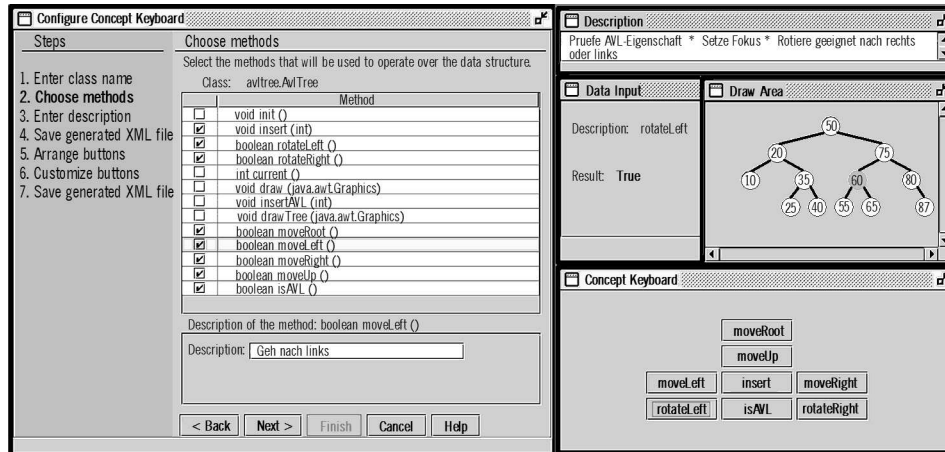 Configure Concept Keyboard
Steps
1. Enter class name
2. Choose methods
3. Enter description
4. Save generated XML file
5. Arrange buttons
6. Customize buttons
7. Save generated XML file
Choose methods
Select the methods that will be used to operate over the data structure.
Class: avltree.AvlTree
Method
void init ()
void insert (int)
boolean rotateLeft ()
boolean rotateRight ()
int current ()
void draw (java.awt.Graphics)
void insertAVL (int)
void drawTree (java.awt.Graphics)
boolean moveRoot ()
boolean moveLeft ()
boolean moveRight ()
boolean moveUp ()
boolean isAVL ()
Description of the method: boolean moveLeft ()
Description: Geh nach links
< Back Next > Finish Cancel Help
Description
Pruefe AVL-Eigenschaft * Setze Fokus * Rotiere geeignet nach rechts
oder links
Data Input
Description: rotateLeft
Result: True
Draw Area
50
20 75
10 35 60 80
25 40 55 65 87
Concept Keyboard
moveRoot
moveUp
moveLeft insert moveRight
rotateLeft isAVL rotateRight